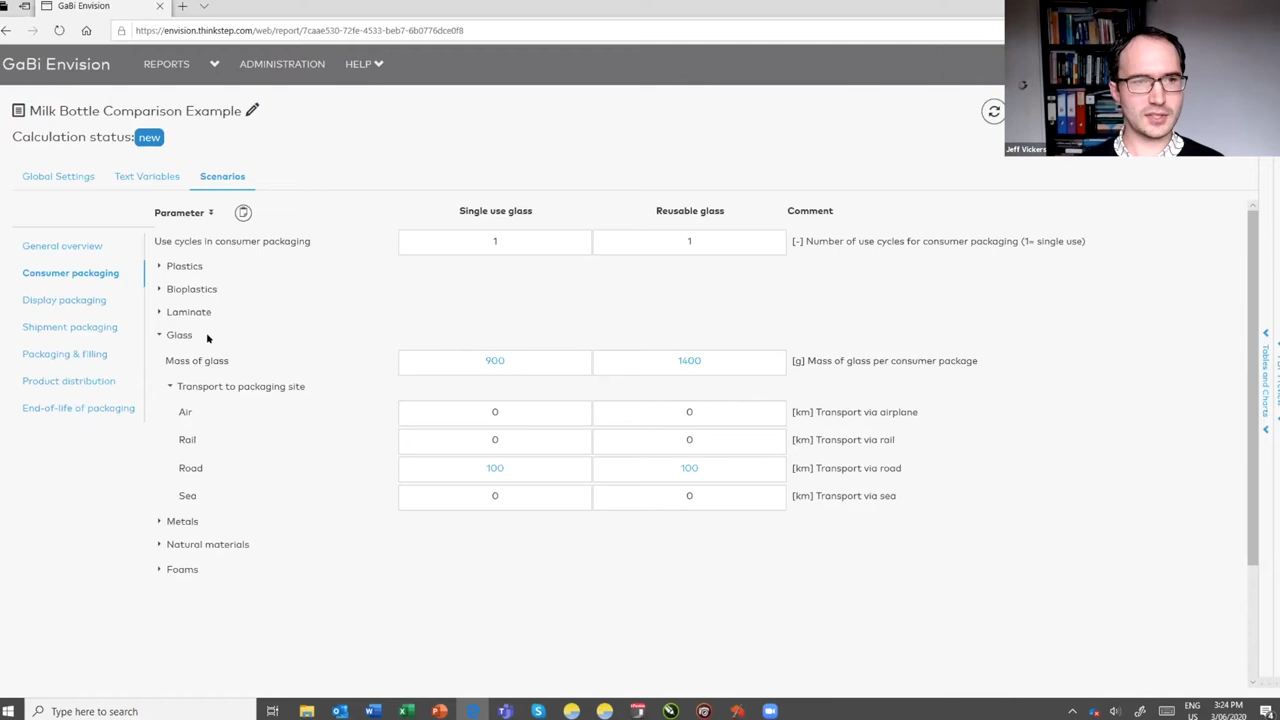 GaBi Envision
https://envision.thinkstep.com/web/report/7caae530-72fe-4533-beb7-6b0776dce0f8
GaBi Envision REPORTS ADMINISTRATION HELP
Milk Bottle Comparison Example
Calculation status: new
Jeff Vickers
Global Settings Text Variables Scenarios
Parameter Single use glass Reusable glass Comment
Use cycles in consumer packaging 1 1 [-] Number of use cycles for consumer packaging (1= single use)
General overview
Consumer packaging
Display packaging
Shipment packaging
Packaging & filling
Product distribution
End-of-life of packaging
Plastics
Bioplastics
Laminate
Glass
Mass of glass 900 1400 [g] Mass of glass per consumer package
Transport to packaging site
Air 0 0 [km] Transport via airplane
Rail 0 0 [km] Transport via rail
Road 100 100 [km] Transport via road
Sea 0 0 [km] Transport via sea
Metals
Natural materials
Foams
Tables and Charts
Type here to search
ENG
US
3:24 PM
3/06/2020